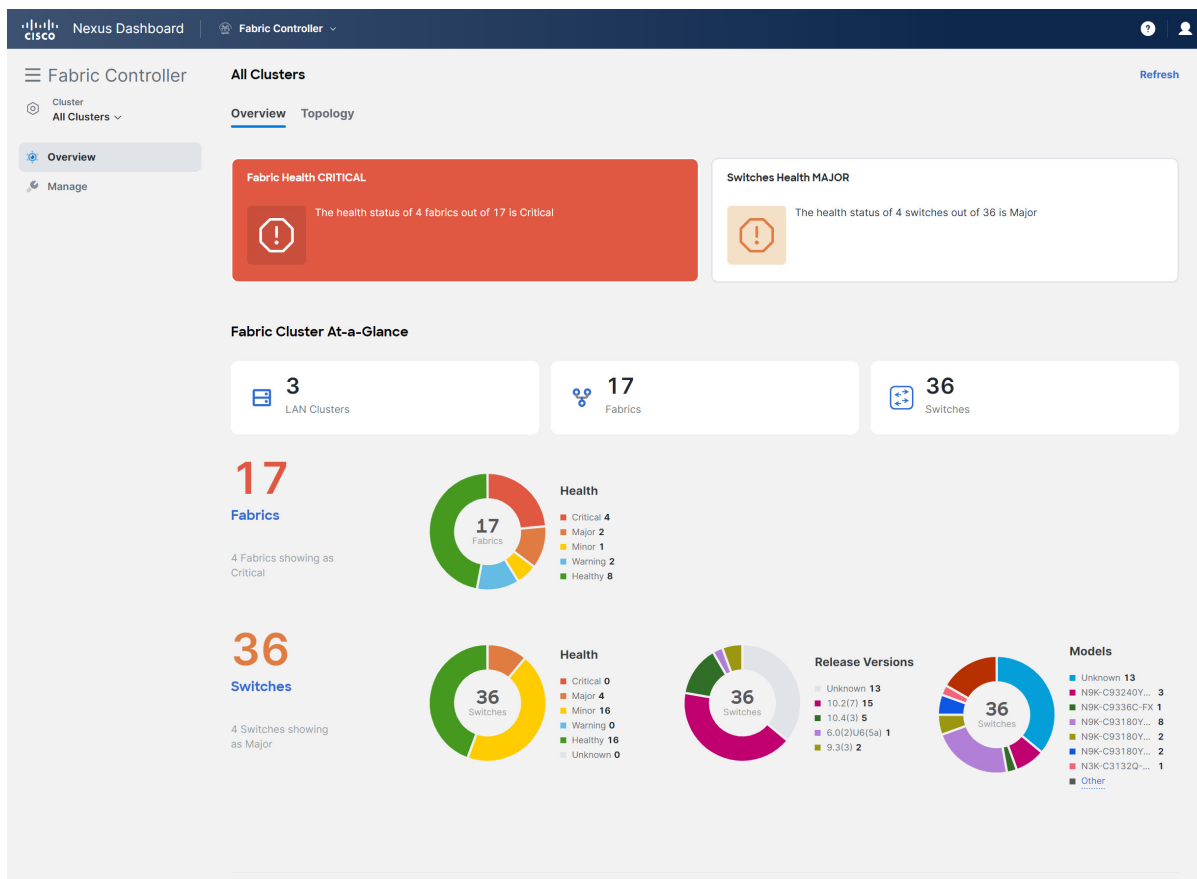 CISCO Nexus Dashboard Fabric Controller ?
Fabric Controller
Cluster
All Clusters
Overview
Manage
All Clusters
Refresh
Overview Topology
Fabric Health CRITICAL
The health status of 4 fabrics out of 17 is Critical
Switches Health MAJOR
The health status of 4 switches out of 36 is Major
Fabric Cluster At-a-Glance
3
LAN Clusters
17
Fabrics
36
Switches
17
Fabrics
4 Fabrics showing as
Critical
17
Fabrics
Health
Critical 4
Major 2
Minor 1
Warning 2
Healthy 8
36
Switches
4 Switches showing
as Major
36
Switches
Health
Critical 0
Major 4
Minor 16
Warning 0
Healthy 16
Unknown 0
36
Switches
Release Versions
Unknown 13
10.2(7) 15
10.4(3) 5
6.0(2)U6(5a) 1
9.3(3) 2
36
Switches
Models
Unknown 13
N9K-C93240Y... 3
N9K-C9336C-FX 1
N9K-C93180Y... 8
N9K-C93180Y... 2
N9K-C93180Y... 2
N3K-C3132Q-... 1
Other